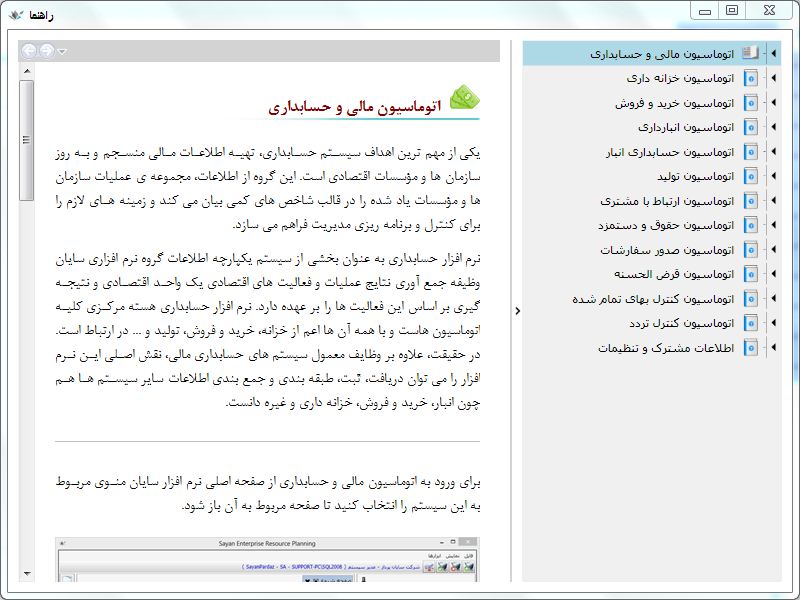 راهنما
اتوماسیون مالی و حسابداری
اتوماسیون خزانه داری
اتوماسیون خرید و فروش
اتوماسیون انبارداری
اتوماسیون حسابداری انبار
اتوماسیون تولید
اتوماسیون ارتباط با مشتری
اتوماسیون حقوق و دستمزد
اتوماسیون صدور سفارشات
اتوماسیون قرض الحسنه
اتوماسیون کنترل بهای تمام شده
اتوماسیون کنترل تردد
اطلاعات مشترک و تنظیمات
اتوماسیون مالی و حسابداری
یکی از مهم ترین اهداف سیستم حسابداری، تهیه اطلاعات مالی منسجم و به روز
سازمان ها و مؤسسات اقتصادی است. این گروه از اطلاعات، مجموعه ی عملیات سازمان
ها و مؤسسات یاد شده را در قالب شاخص های کمی بیان می کند و زمینه های لازم را
برای کنترل و برنامه ریزی مدیریت فراهم می سازد.
نرم افزار حسابداری به عنوان بخشی از سیستم یکپارچه اطلاعات گروه نرم افزاری سایان
وظیفه جمع آوری نتایج عملیات و فعالیت های اقتصادی یک واحد اقتصادی و نتیجه
گیری بر اساس این فعالیت ها را بر عهده دارد. نرم افزار حسابداری هسته مرکزی کلیه
اتوماسیون هاست و با همه آن ها اعم از خزانه، خرید و فروش، تولید و ... در ارتباط است.
در حقیقت، علاوه بر وظایف معمول سیستم های حسابداری مالی، نقش اصلی این نرم
افزار را می توان دریافت، ثبت، طبقه بندی و جمع بندی اطلاعات سایر سیستم ها هم
چون انبار، خرید و فروش، خزانه داری و غیره دانست.
برای ورود به اتوماسیون مالی و حسابداری از صفحه اصلی نرم افزار سایان منوی مربوط
به این سیستم را انتخاب کنید تا صفحه مربوط به آن باز شود.
Sayan Enterprise Resource Planning
فایل نمایش ابزارها
شرکت سایان پرداز - مدیر سیستم ( SayanPardaz - SA - SUPPORT-PC\SQL2008 )